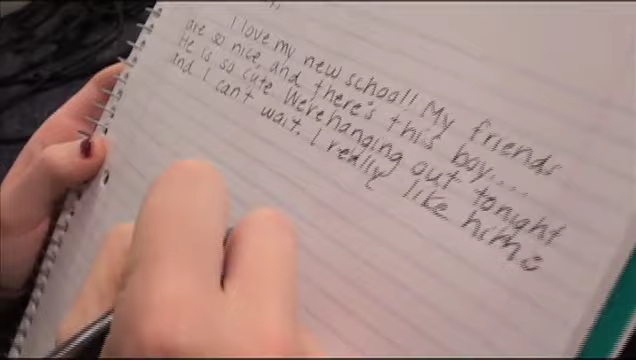 I love my new school! My friends
are so nice, and there's this boy....
He is so cute We're hanging out tonight
and I can't wait. I really like him☺